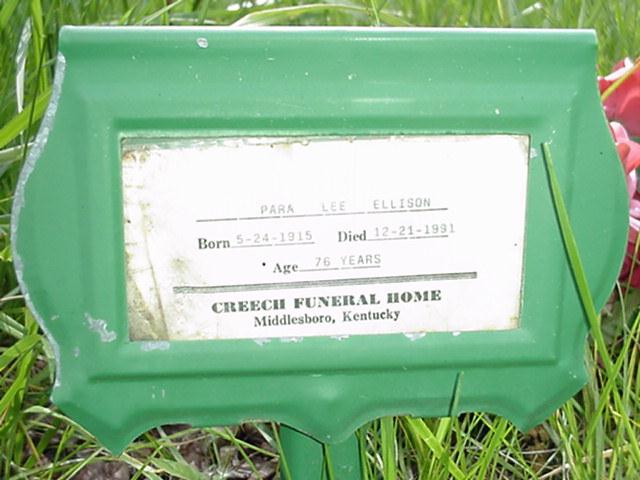 PARA LEE ELLISON
Born 5-24-1915 Died 12-21-1991
Age 76 YEARS
CREECH FUNERAL HOME
Middlesboro, Kentucky